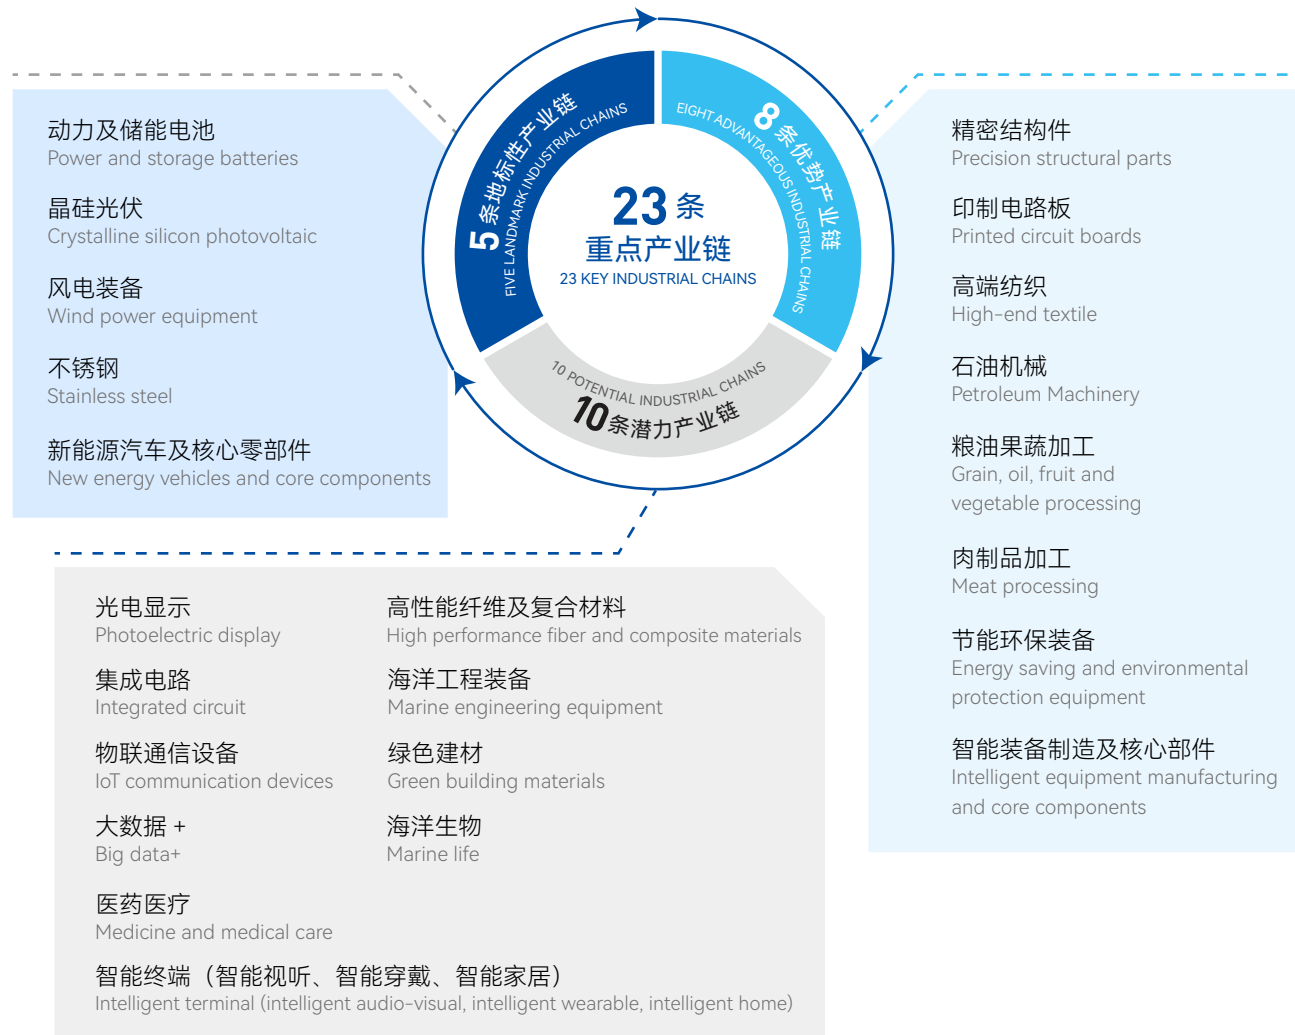 5条地标性产业链
FIVE LANDMARK INDUSTRIAL CHAINS
8条优势产业链
EIGHT ADVANTAGEOUS INDUSTRIAL CHAINS
23条
重点产业链
23 KEY INDUSTRIAL CHAINS
10 POTENTIAL INDUSTRIAL CHAINS
10条潜力产业链
动力及储能电池
Power and storage batteries
晶硅光伏
Crystalline silicon photovoltaic
风电装备
Wind power equipment
不锈钢
Stainless steel
新能源汽车及核心零部件
New energy vehicles and core components
精密结构件
Precision structural parts
印制电路板
Printed circuit boards
高端纺织
High-end textile
石油机械
Petroleum Machinery
粮油果蔬加工
Grain, oil, fruit and
vegetable processing
肉制品加工
Meat processing
节能环保装备
Energy saving and environmental
protection equipment
智能装备制造及核心部件
Intelligent equipment manufacturing
and core components
光电显示
Photoelectric display
集成电路
Integrated circuit
物联通信设备
IoT communication devices
大数据 +
Big data+
医药医疗
Medicine and medical care
高性能纤维及复合材料
High performance fiber and composite materials
海洋工程装备
Marine engineering equipment
绿色建材
Green building materials
海洋生物
Marine life
智能终端（智能视听、智能穿戴、智能家居）
Intelligent terminal (intelligent audio-visual, intelligent wearable, intelligent home)